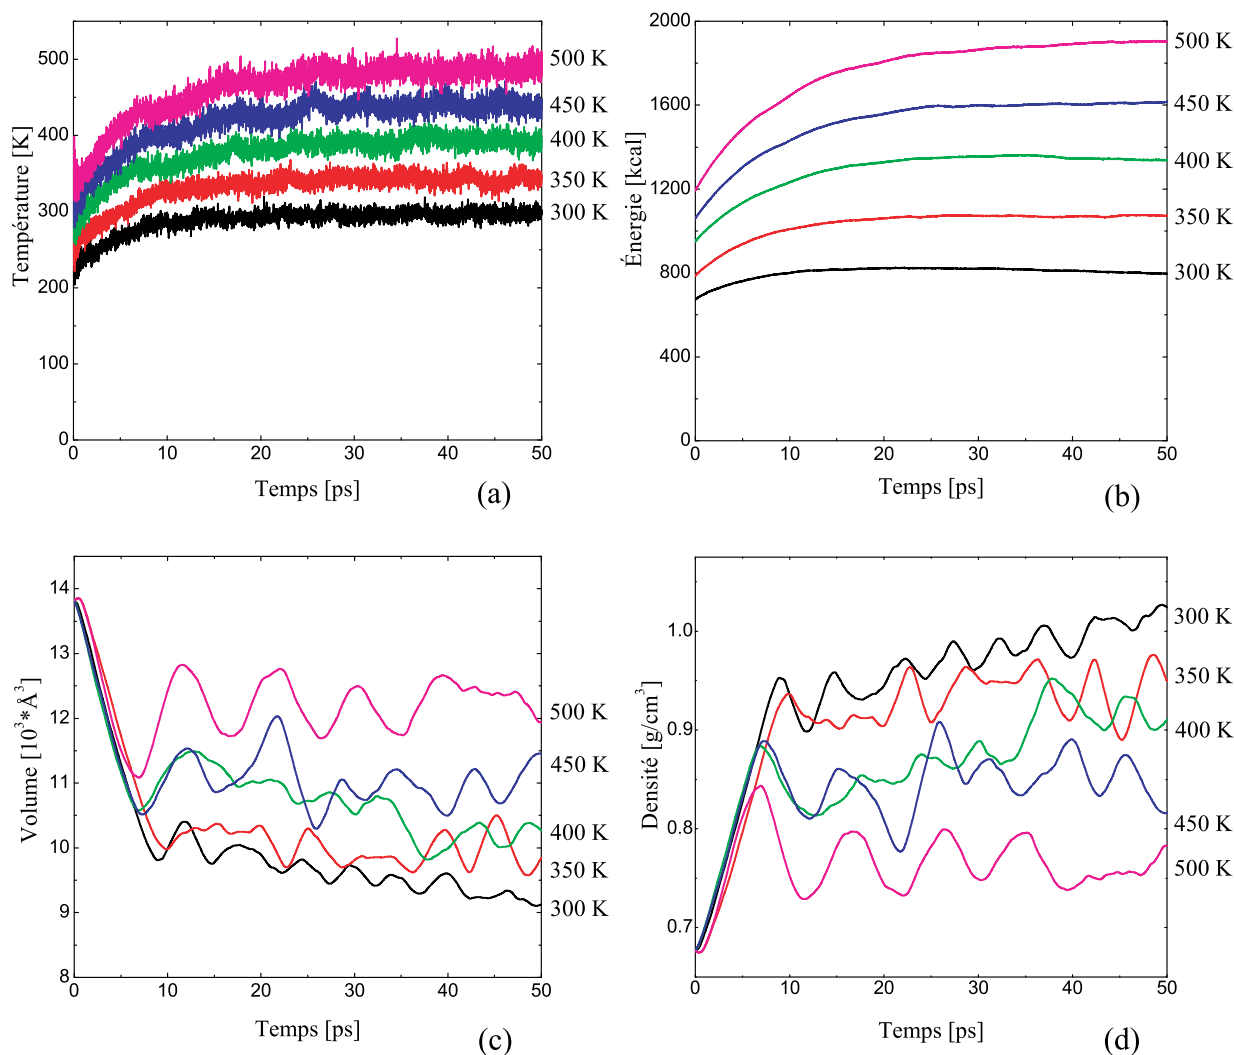 500
400
300
200
100
0
Température [K]
500 K
450 K
400 K
350 K
300 K
0 10 20 30 40 50
Temps [ps]
(a)
2000
1600
1200
800
400
0
Énergie [kcal]
500 K
450 K
400 K
350 K
300 K
0 10 20 30 40 50
Temps [ps]
(b)
14
13
12
11
10
9
8
Volume [10³*Å³]
500 K
450 K
400 K
350 K
300 K
0 10 20 30 40 50
Temps [ps]
(c)
1.0
0.9
0.8
0.7
Densité [g/cm³]
300 K
350 K
400 K
450 K
500 K
0 10 20 30 40 50
Temps [ps]
(d)